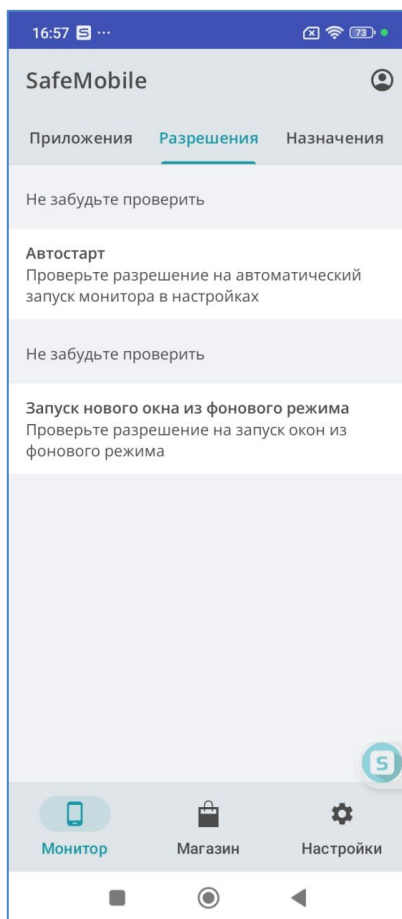 16:57 S ...
73
SafeMobile
Приложения Разрешения Назначения
Не забудьте проверить
Автостарт
Проверьте разрешение на автоматический
запуск монитора в настройках
Не забудьте проверить
Запуск нового окна из фонового режима
Проверьте разрешение на запуск окон из
фонового режима
S
Монитор Магазин Настройки